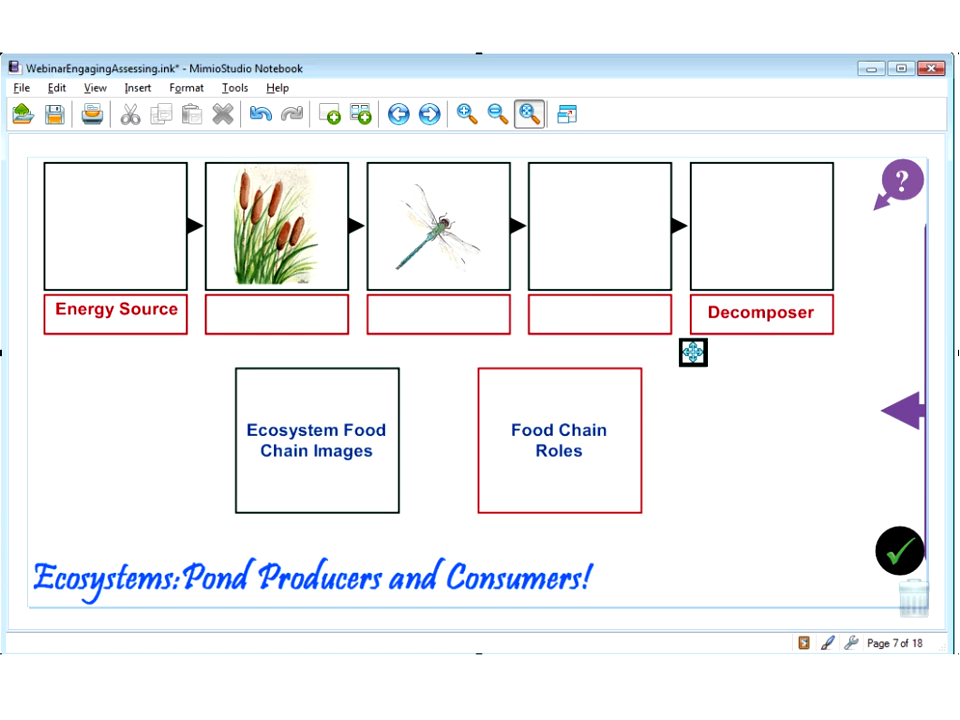 WebinarEngagingAssessing.ink* - MimioStudio Notebook
File Edit View Insert Format Tools Help
?
Energy Source
Decomposer
Ecosystem Food
Chain Images
Food Chain
Roles
Ecosystems:Pond Producers and Consumers!
Page 7 of 18